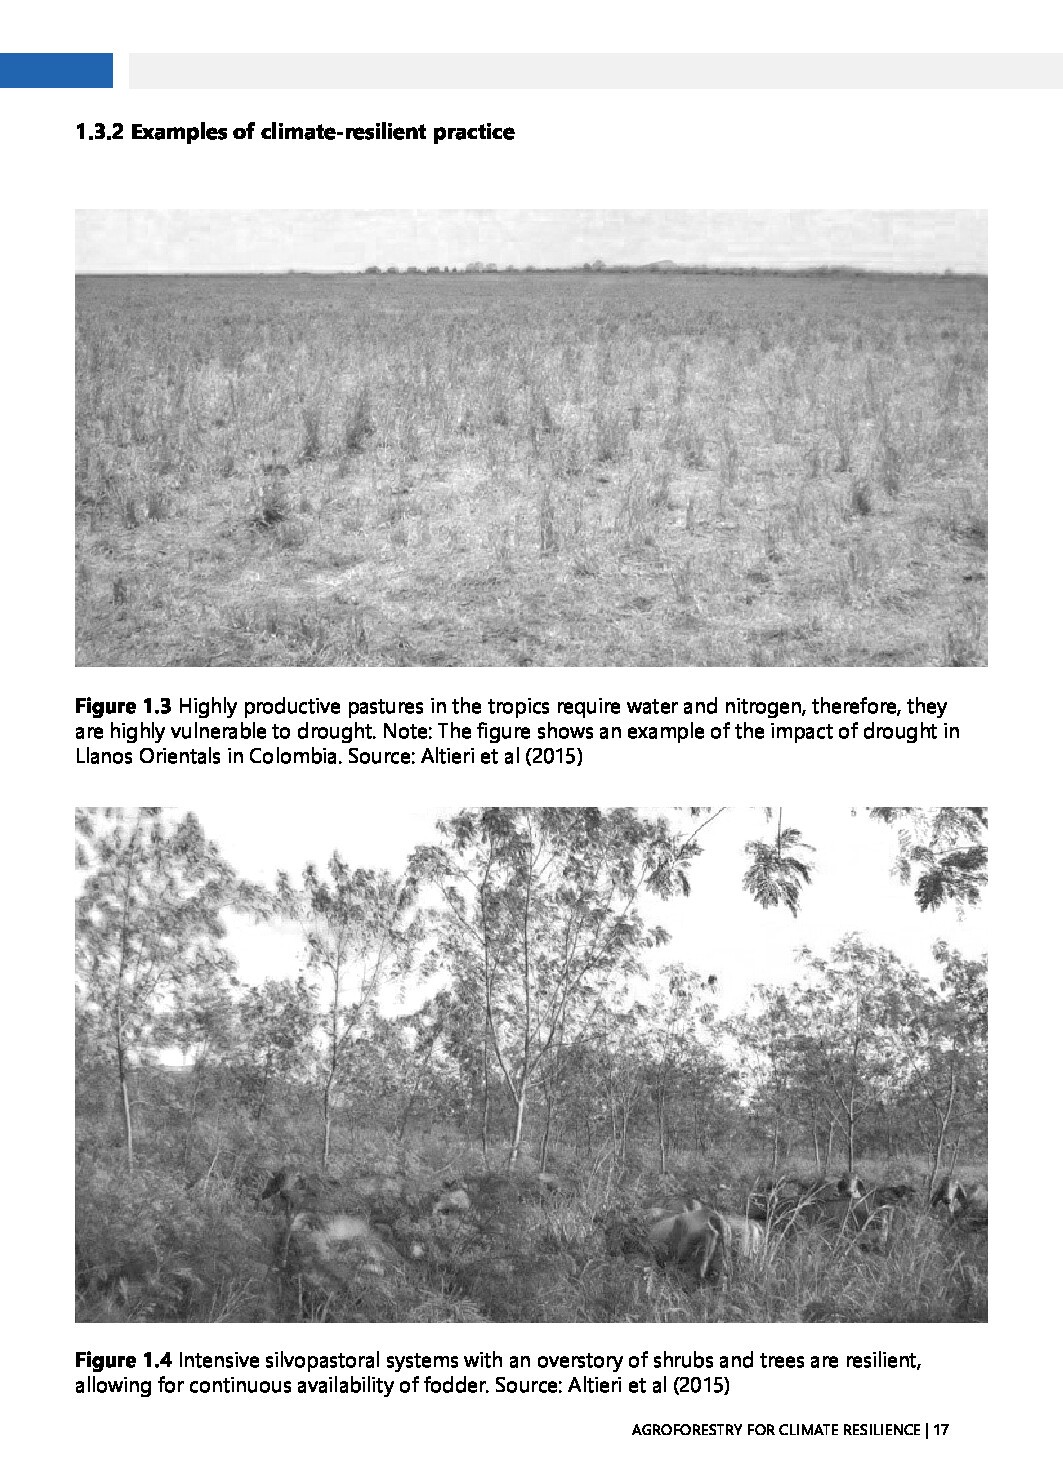 1.3.2 Examples of climate-resilient practice
Figure 1.3 Highly productive pastures in the tropics require water and nitrogen, therefore, they
are highly vulnerable to drought. Note: The figure shows an example of the impact of drought in
Llanos Orientals in Colombia. Source: Altieri et al (2015)
Figure 1.4 Intensive silvopastoral systems with an overstory of shrubs and trees are resilient,
allowing for continuous availability of fodder. Source: Altieri et al (2015)
AGROFORESTRY FOR CLIMATE RESILIENCE | 17